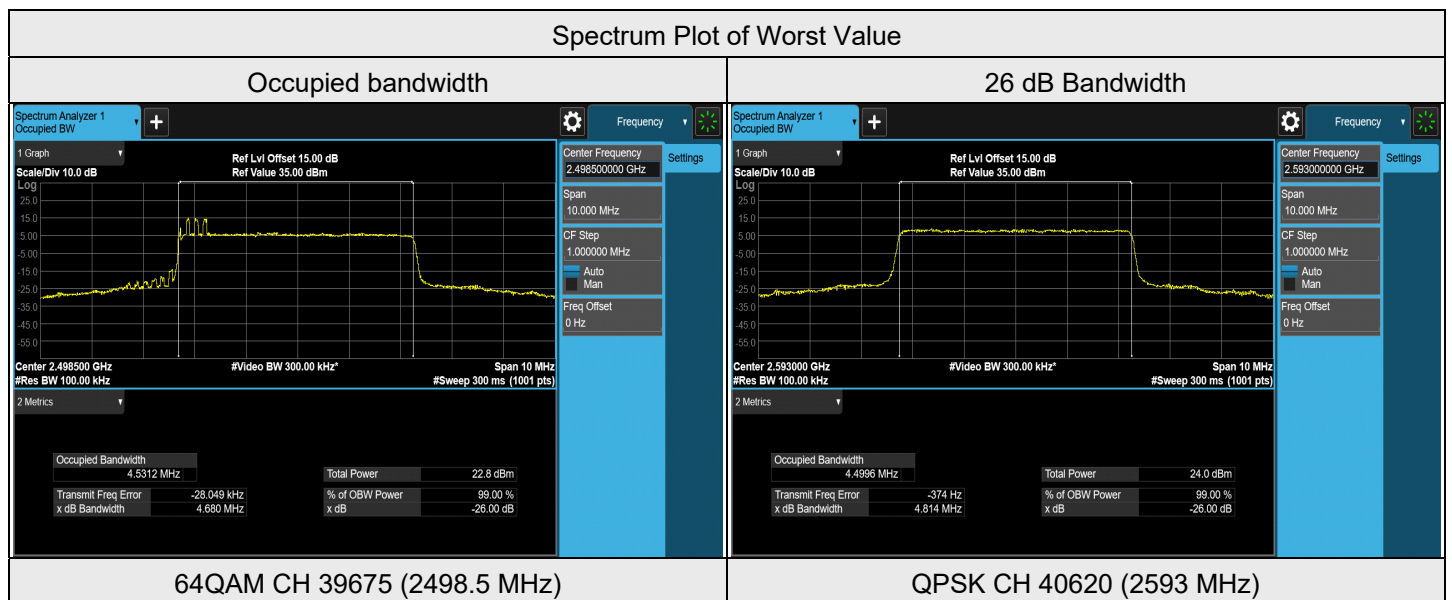 Spectrum Plot of Worst Value
Occupied bandwidth
26 dB Bandwidth
Spectrum Analyzer 1
Occupied BW
+
Frequency
1 Graph
Scale/Div 10.0 dB
Ref Lvl Offset 15.00 dB
Ref Value 35.00 dBm
Log
25.0
15.0
5.00
-5.00
-15.0
-25.0
-35.0
-45.0
-55.0
Center 2.498500 GHz
#Res BW 100.00 kHz
#Video BW 300.00 kHz*
Span 10 MHz
#Sweep 300 ms (1001 pts)
Center Frequency
2.498500000 GHz
Settings
Span
10.000 MHz
CF Step
1.000000 MHz
Auto
Man
Freq Offset
0 Hz
2 Metrics
Occupied Bandwidth
4.5312 MHz
Total Power 22.8 dBm
Transmit Freq Error -28.049 kHz
% of OBW Power 99.00 %
x dB Bandwidth 4.680 MHz
x dB -26.00 dB
Spectrum Analyzer 1
Occupied BW
+
Frequency
1 Graph
Scale/Div 10.0 dB
Ref Lvl Offset 15.00 dB
Ref Value 35.00 dBm
Log
25.0
15.0
5.00
-5.00
-15.0
-25.0
-35.0
-45.0
-55.0
Center 2.593000 GHz
#Res BW 100.00 kHz
#Video BW 300.00 kHz*
Span 10 MHz
#Sweep 300 ms (1001 pts)
Center Frequency
2.593000000 GHz
Settings
Span
10.000 MHz
CF Step
1.000000 MHz
Auto
Man
Freq Offset
0 Hz
2 Metrics
Occupied Bandwidth
4.4996 MHz
Total Power 24.0 dBm
Transmit Freq Error -374 Hz
% of OBW Power 99.00 %
x dB Bandwidth 4.814 MHz
x dB -26.00 dB
64QAM CH 39675 (2498.5 MHz)
QPSK CH 40620 (2593 MHz)